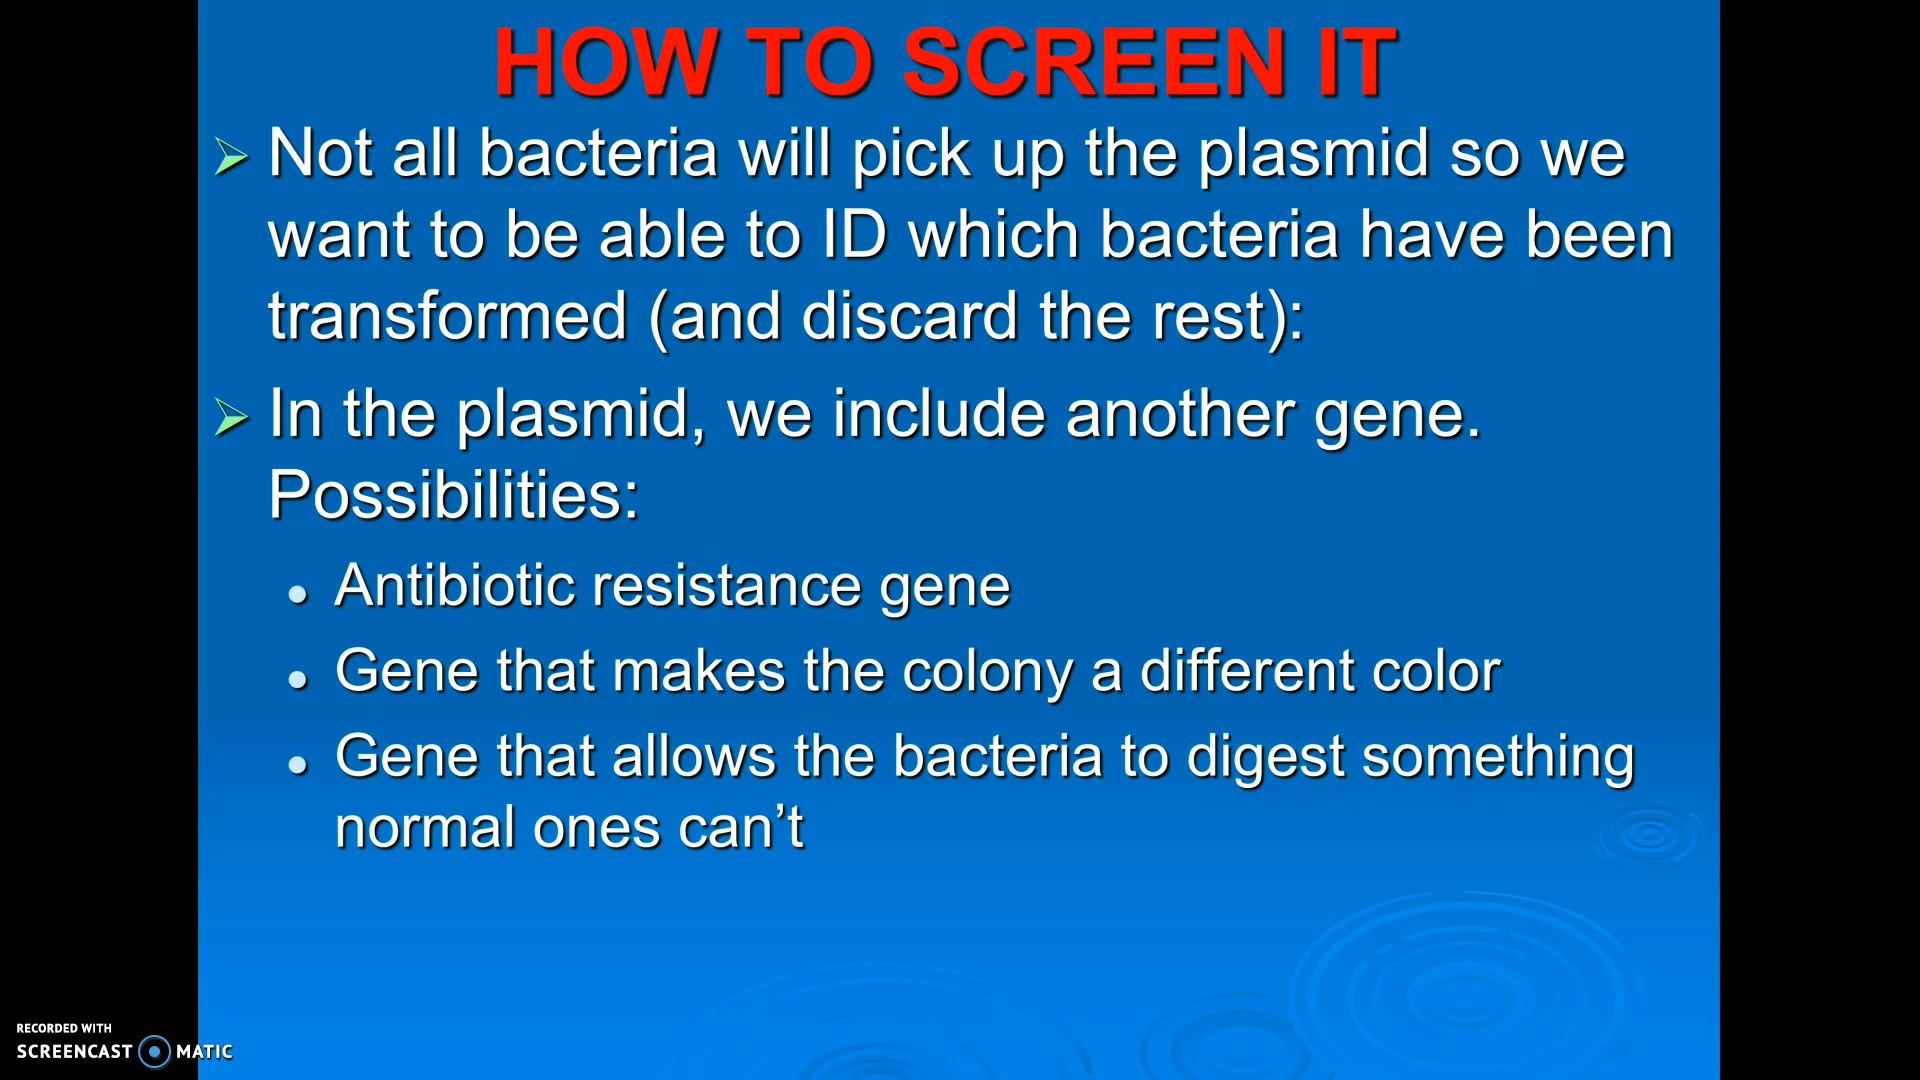 HOW TO SCREEN IT
Not all bacteria will pick up the plasmid so we
want to be able to ID which bacteria have been
transformed (and discard the rest):
In the plasmid, we include another gene.
Possibilities:
Antibiotic resistance gene
Gene that makes the colony a different color
Gene that allows the bacteria to digest something
normal ones can’t
RECORDED WITH
SCREENCAST MATIC